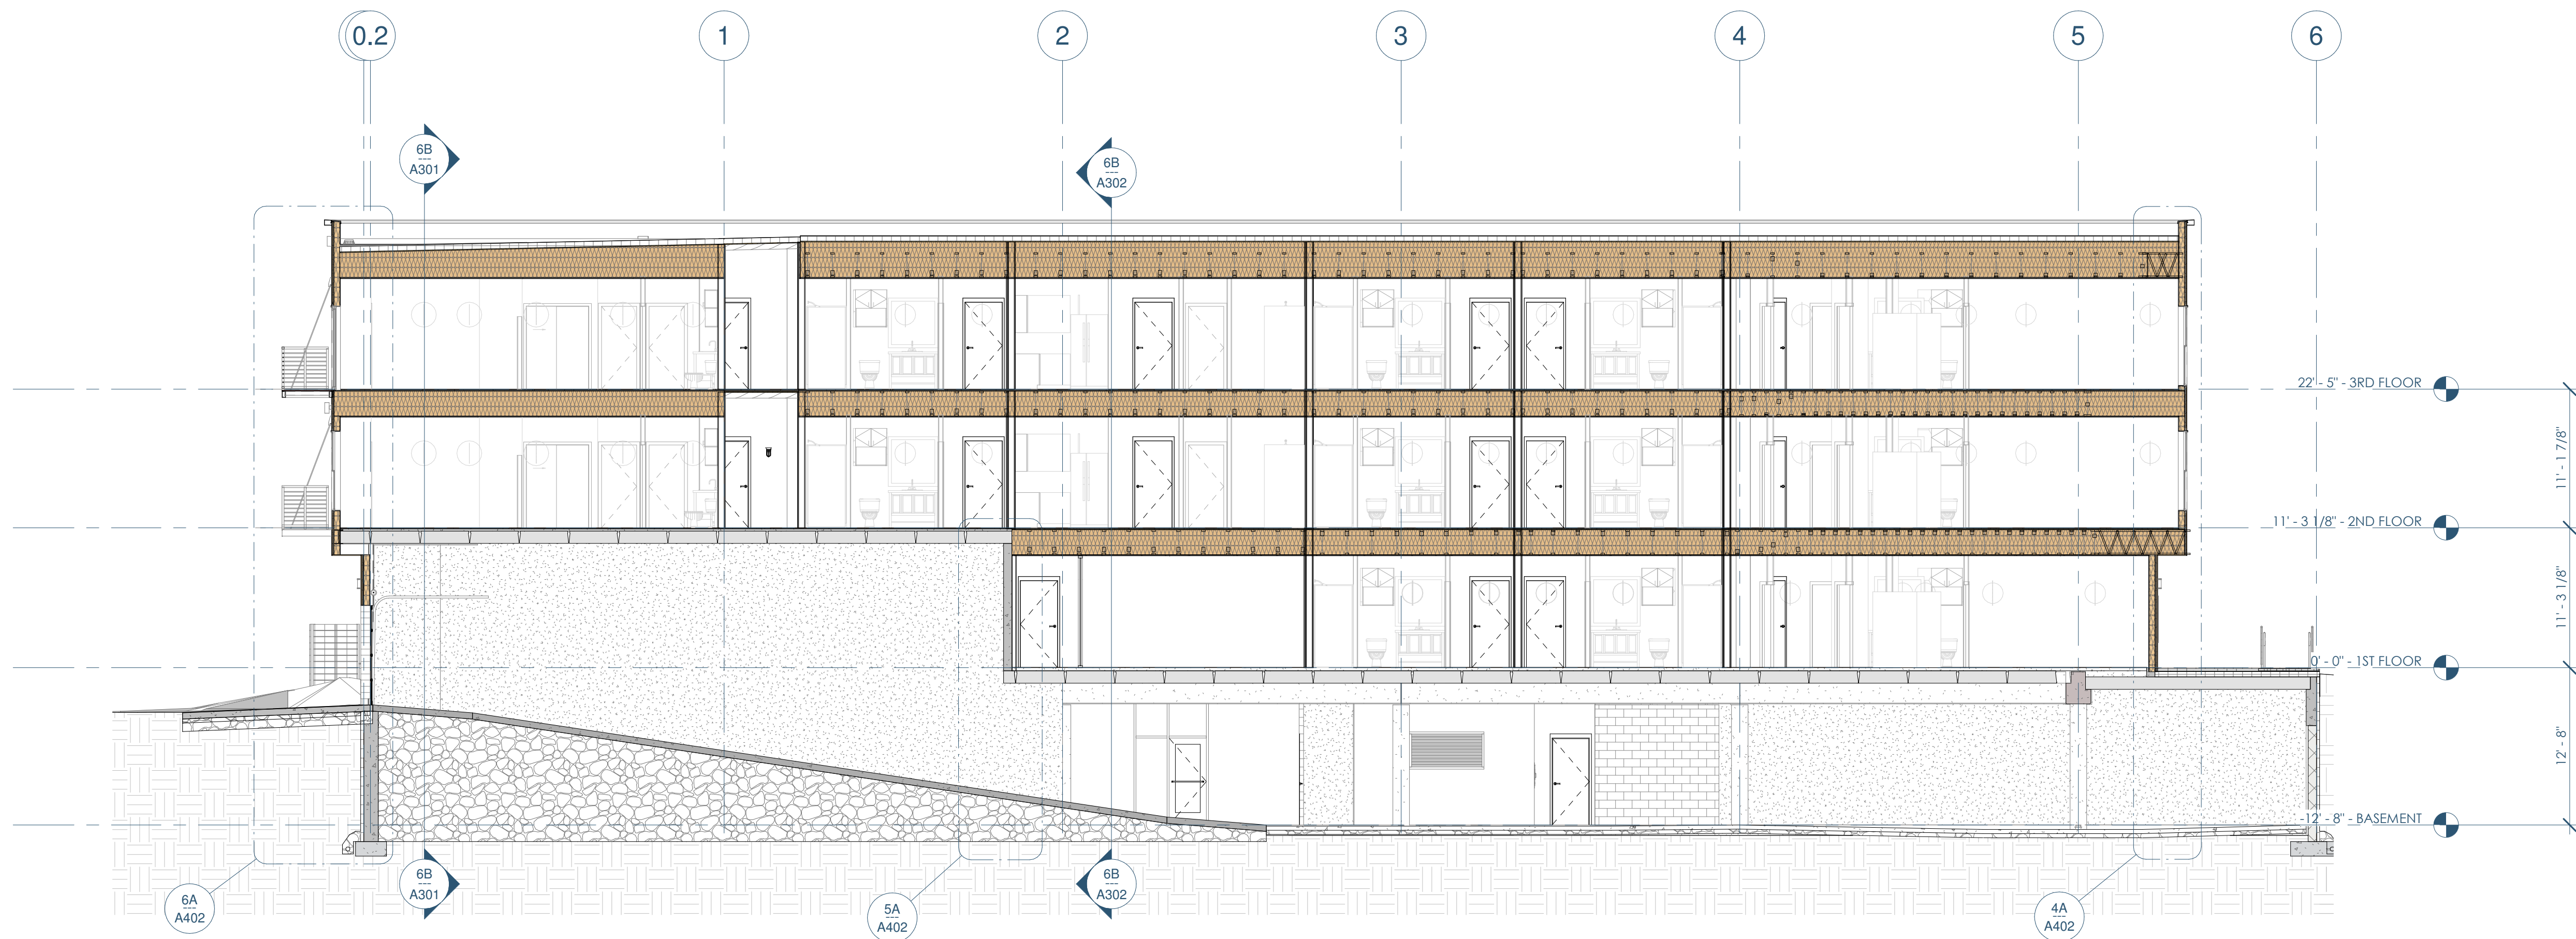 0.2
1
2
3
4
5
6
6B
---
A301
6B
---
A302
22' - 5" - 3RD FLOOR
11' - 1 7/8"
11' - 3 1/8" - 2ND FLOOR
11' - 3 1/8"
0' - 0" - 1ST FLOOR
12' - 8"
-12' - 8" - BASEMENT
6B
---
A301
6B
---
A302
6A
---
A402
5A
---
A402
4A
---
A402